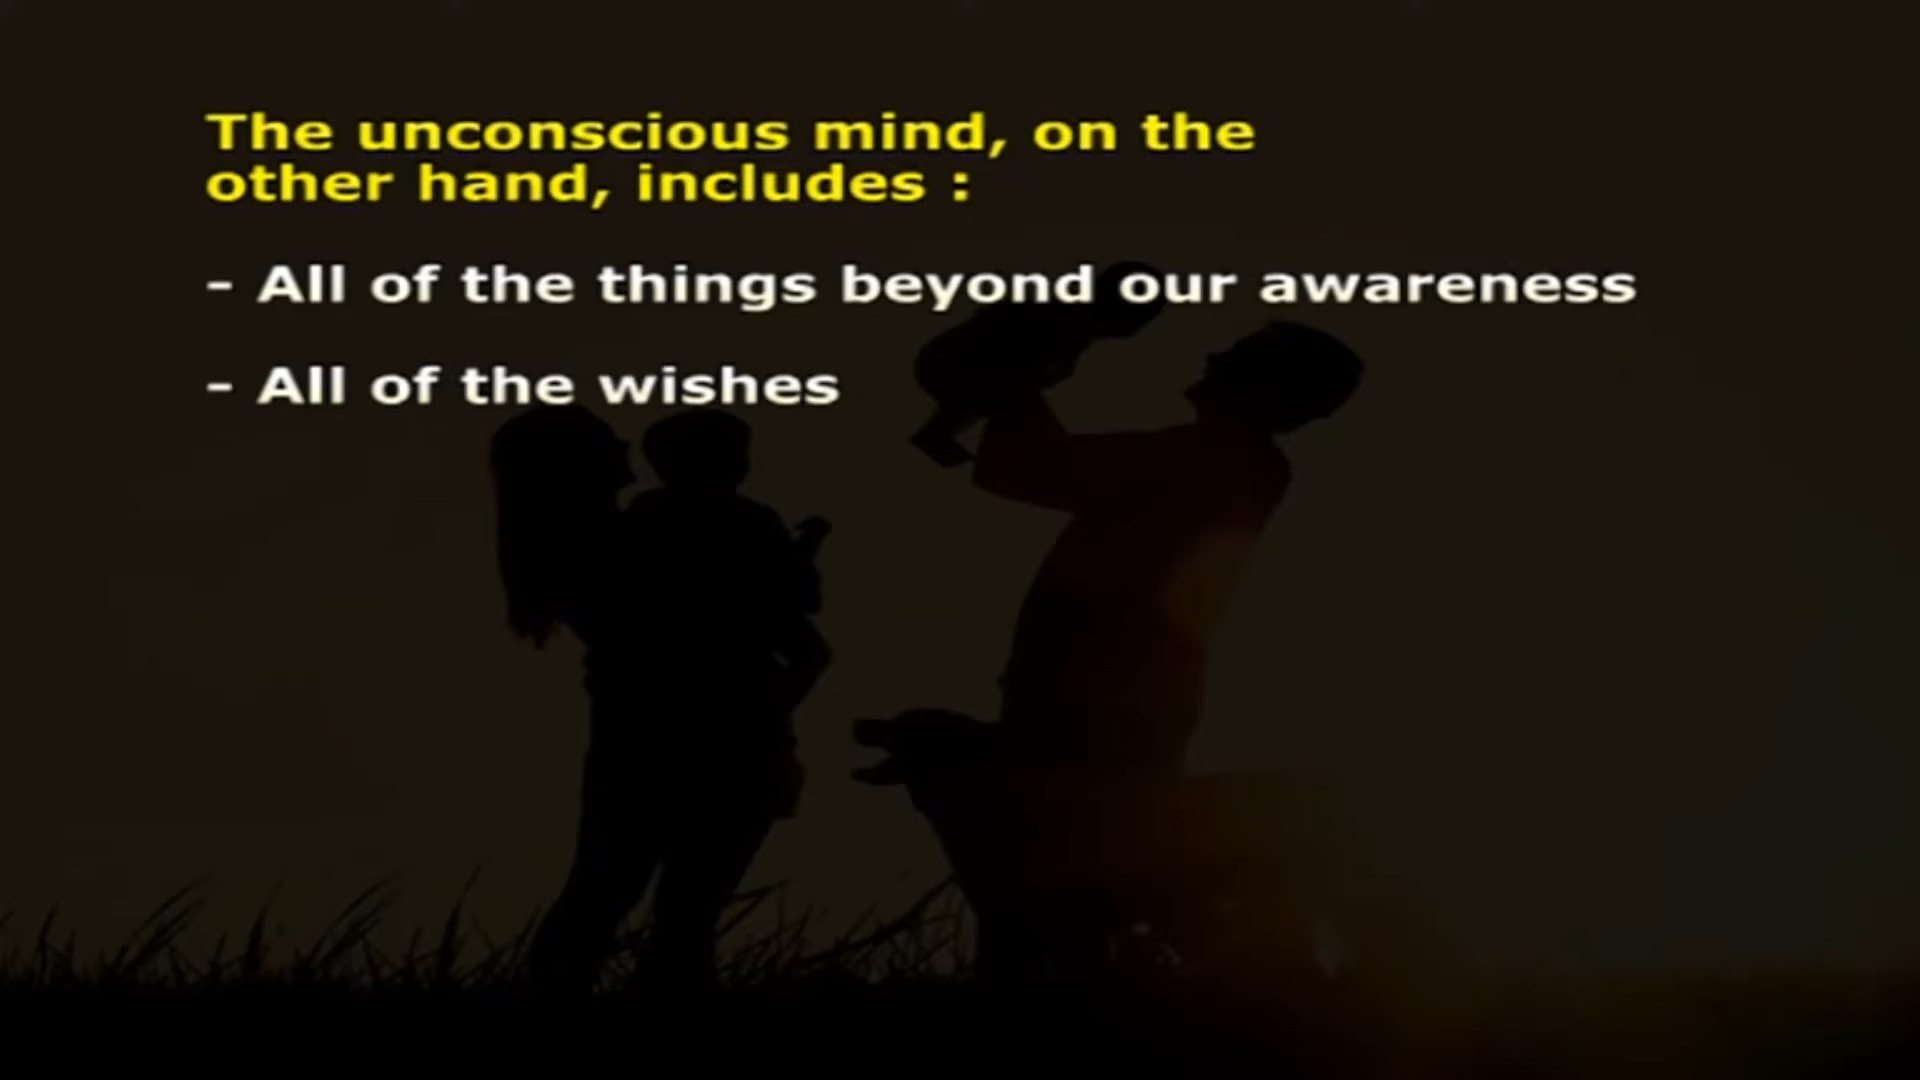 The unconscious mind, on the
other hand, includes :
- All of the things beyond our awareness
- All of the wishes